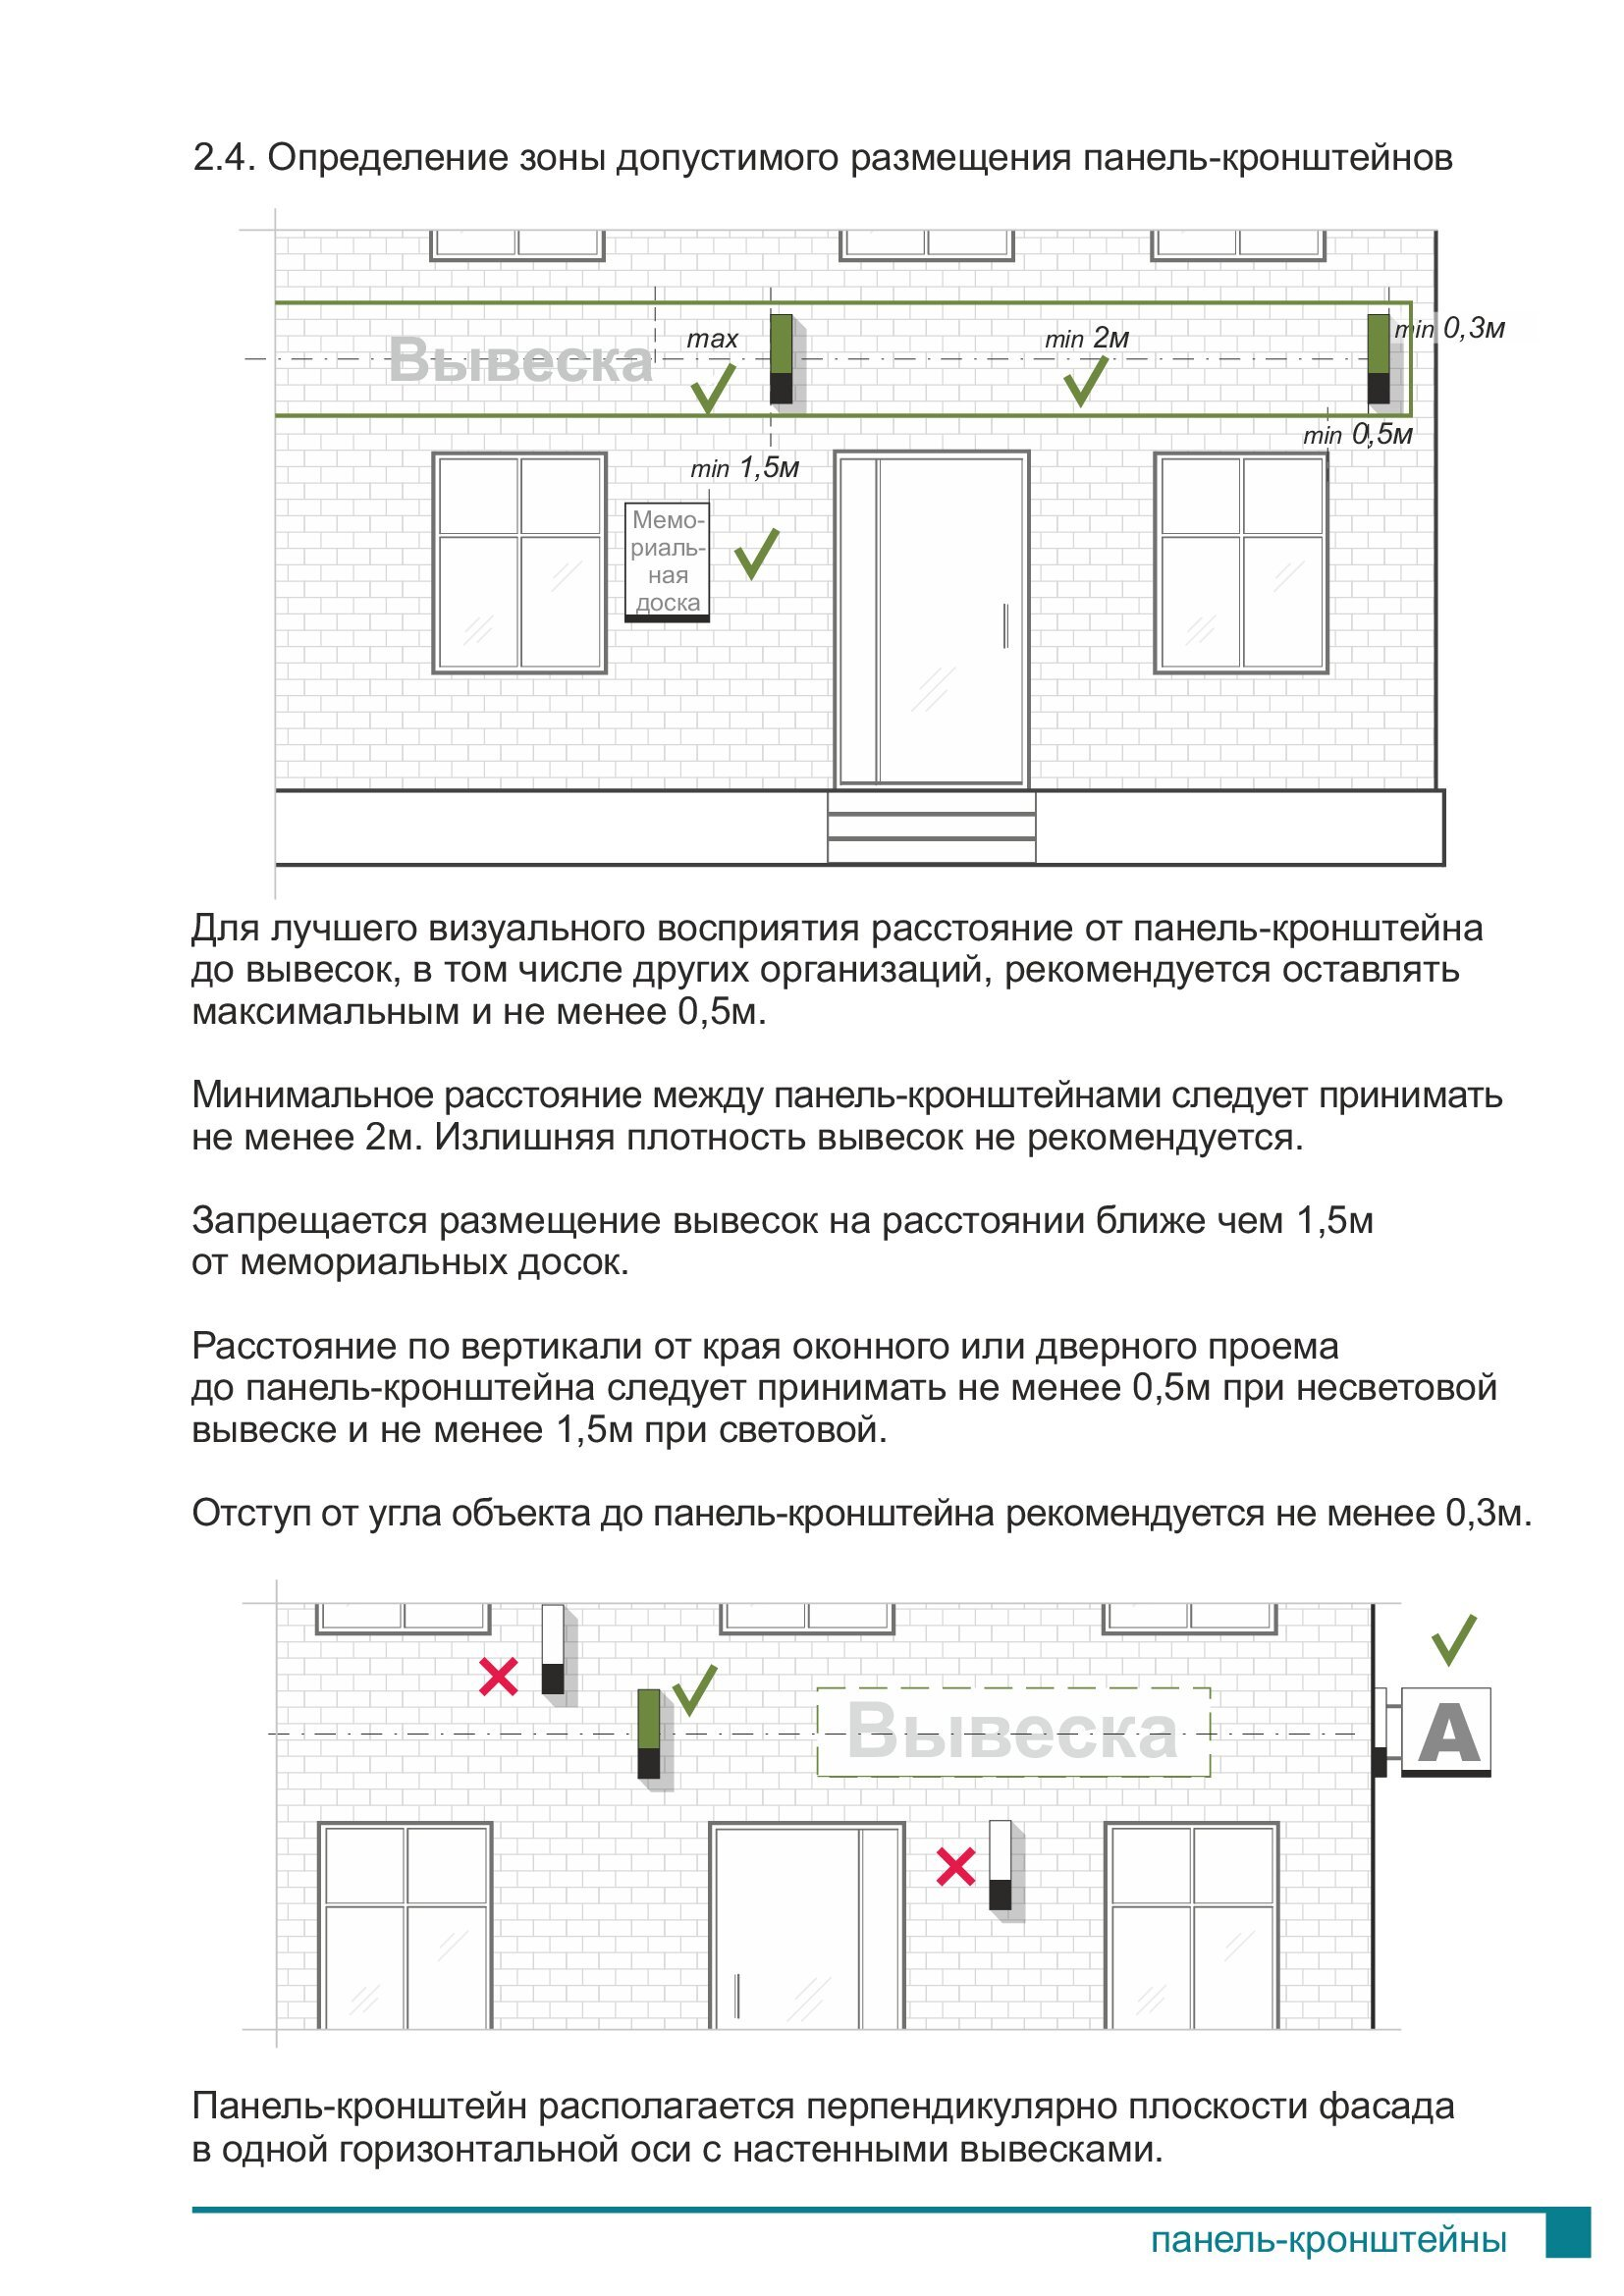 2.4. Определение зоны допустимого размещения панель-кронштейнов
Вывеска
max
min 2м
min 0,3м
min 0,5м
min 1,5м
Мемо-
риаль-
ная
доска
Для лучшего визуального восприятия расстояние от панель-кронштейна
до вывесок, в том числе других организаций, рекомендуется оставлять
максимальным и не менее 0,5м.
Минимальное расстояние между панель-кронштейнами следует принимать
не менее 2м. Излишняя плотность вывесок не рекомендуется.
Запрещается размещение вывесок на расстоянии ближе чем 1,5м
от мемориальных досок.
Расстояние по вертикали от края оконного или дверного проема
до панель-кронштейна следует принимать не менее 0,5м при несветовой
вывеске и не менее 1,5м при световой.
Отступ от угла объекта до панель-кронштейна рекомендуется не менее 0,3м.
Вывеска
А
Панель-кронштейн располагается перпендикулярно плоскости фасада
в одной горизонтальной оси с настенными вывесками.
панель-кронштейны